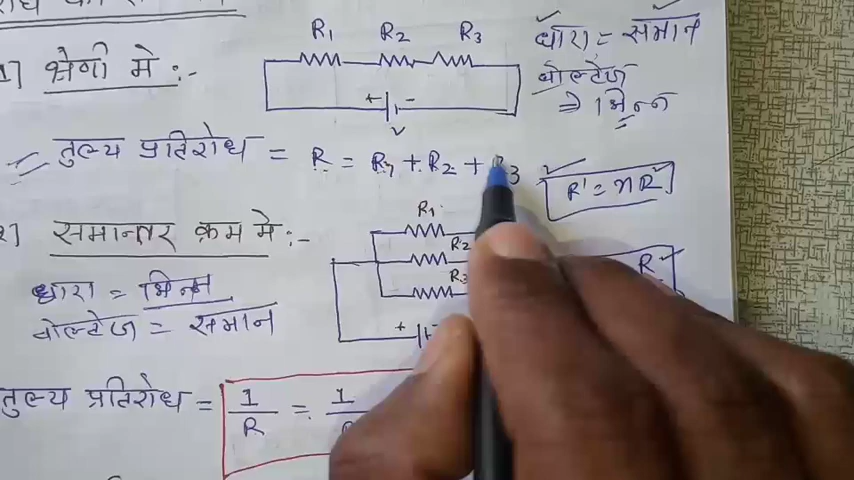 R1 R2 R3
धारा = समान
1] श्रेणी मे :-
वोल्टेज
⇒ भिन्न
+ -
V
तुल्य प्रतिरोध = R = R1 + R2 + R3
R' = nR
समान्तर क्रम मे :-
R1
R2
R3
R
धारा = भिन्न
वोल्टेज = समान
+
तुल्य प्रतिरोध = 1/R = 1/